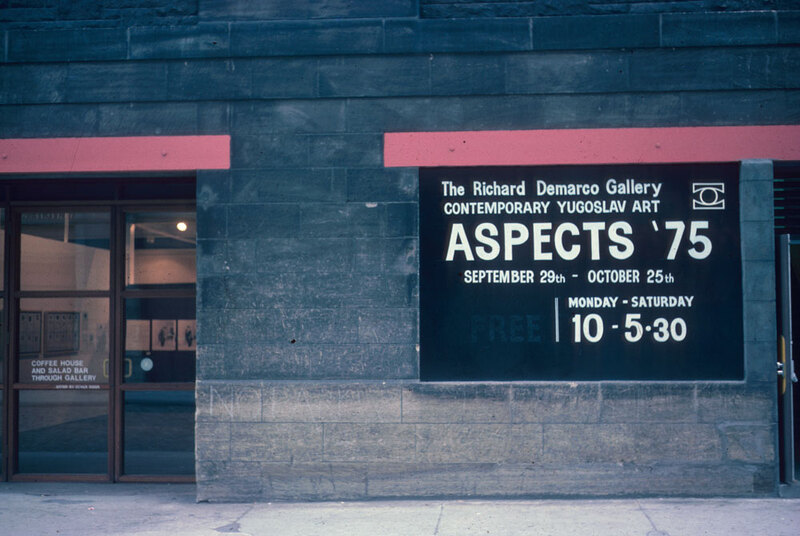 The Richard Demarco Gallery
CONTEMPORARY YUGOSLAV ART
ASPECTS '75
SEPTEMBER 29th - OCTOBER 25th
MONDAY - SATURDAY
FREE
10 - 5·30
COFFEE HOUSE
AND SALAD BAR
THROUGH GALLERY